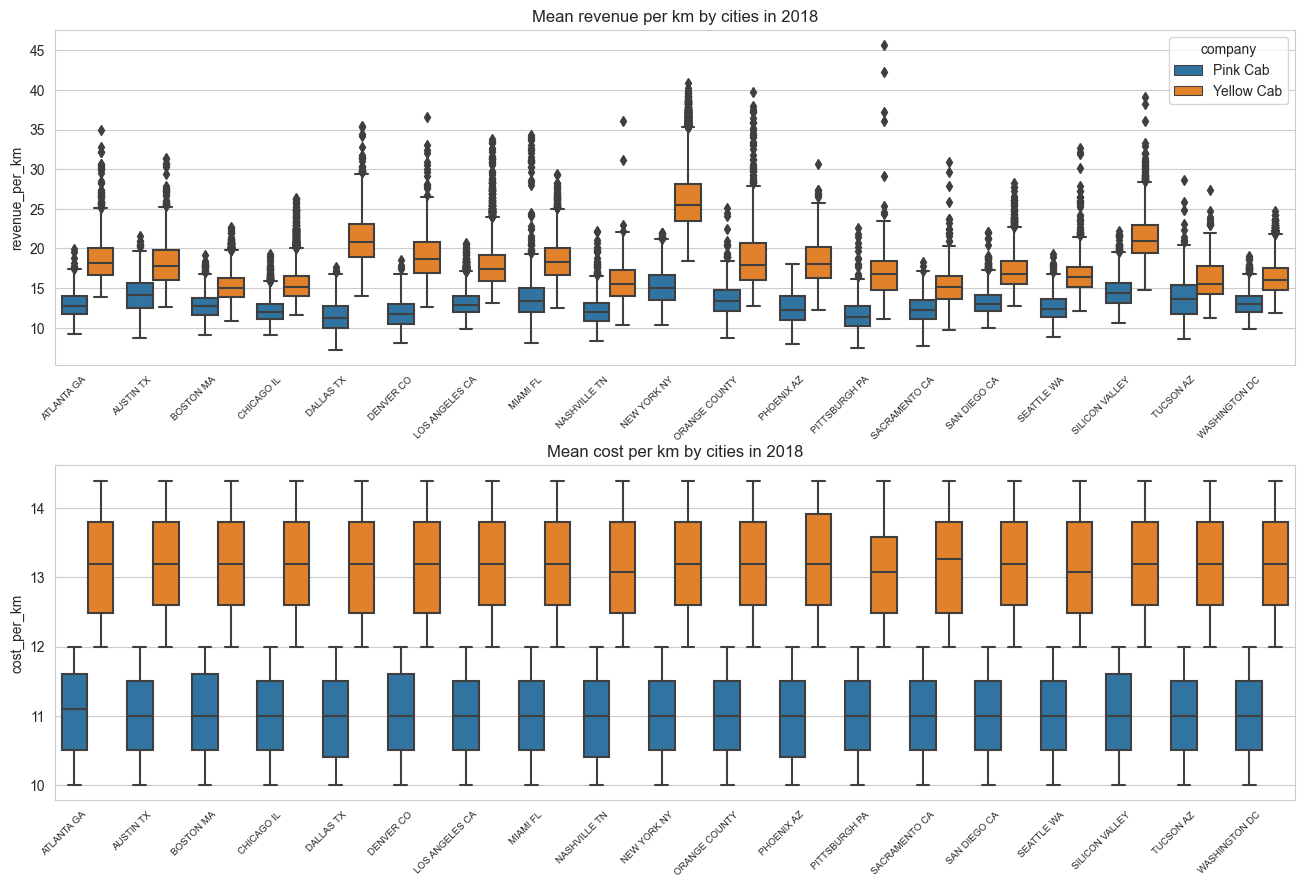 Mean revenue per km by cities in 2018
company
Pink Cab
Yellow Cab
revenue_per_km
45
40
35
30
25
20
15
10
ATLANTA GA
AUSTIN TX
BOSTON MA
CHICAGO IL
DALLAS TX
DENVER CO
LOS ANGELES CA
MIAMI FL
NASHVILLE TN
NEW YORK NY
ORANGE COUNTY
PHOENIX AZ
PITTSBURGH PA
SACRAMENTO CA
SAN DIEGO CA
SEATTLE WA
SILICON VALLEY
TUCSON AZ
WASHINGTON DC
Mean cost per km by cities in 2018
cost_per_km
14
13
12
11
10
ATLANTA GA
AUSTIN TX
BOSTON MA
CHICAGO IL
DALLAS TX
DENVER CO
LOS ANGELES CA
MIAMI FL
NASHVILLE TN
NEW YORK NY
ORANGE COUNTY
PHOENIX AZ
PITTSBURGH PA
SACRAMENTO CA
SAN DIEGO CA
SEATTLE WA
SILICON VALLEY
TUCSON AZ
WASHINGTON DC